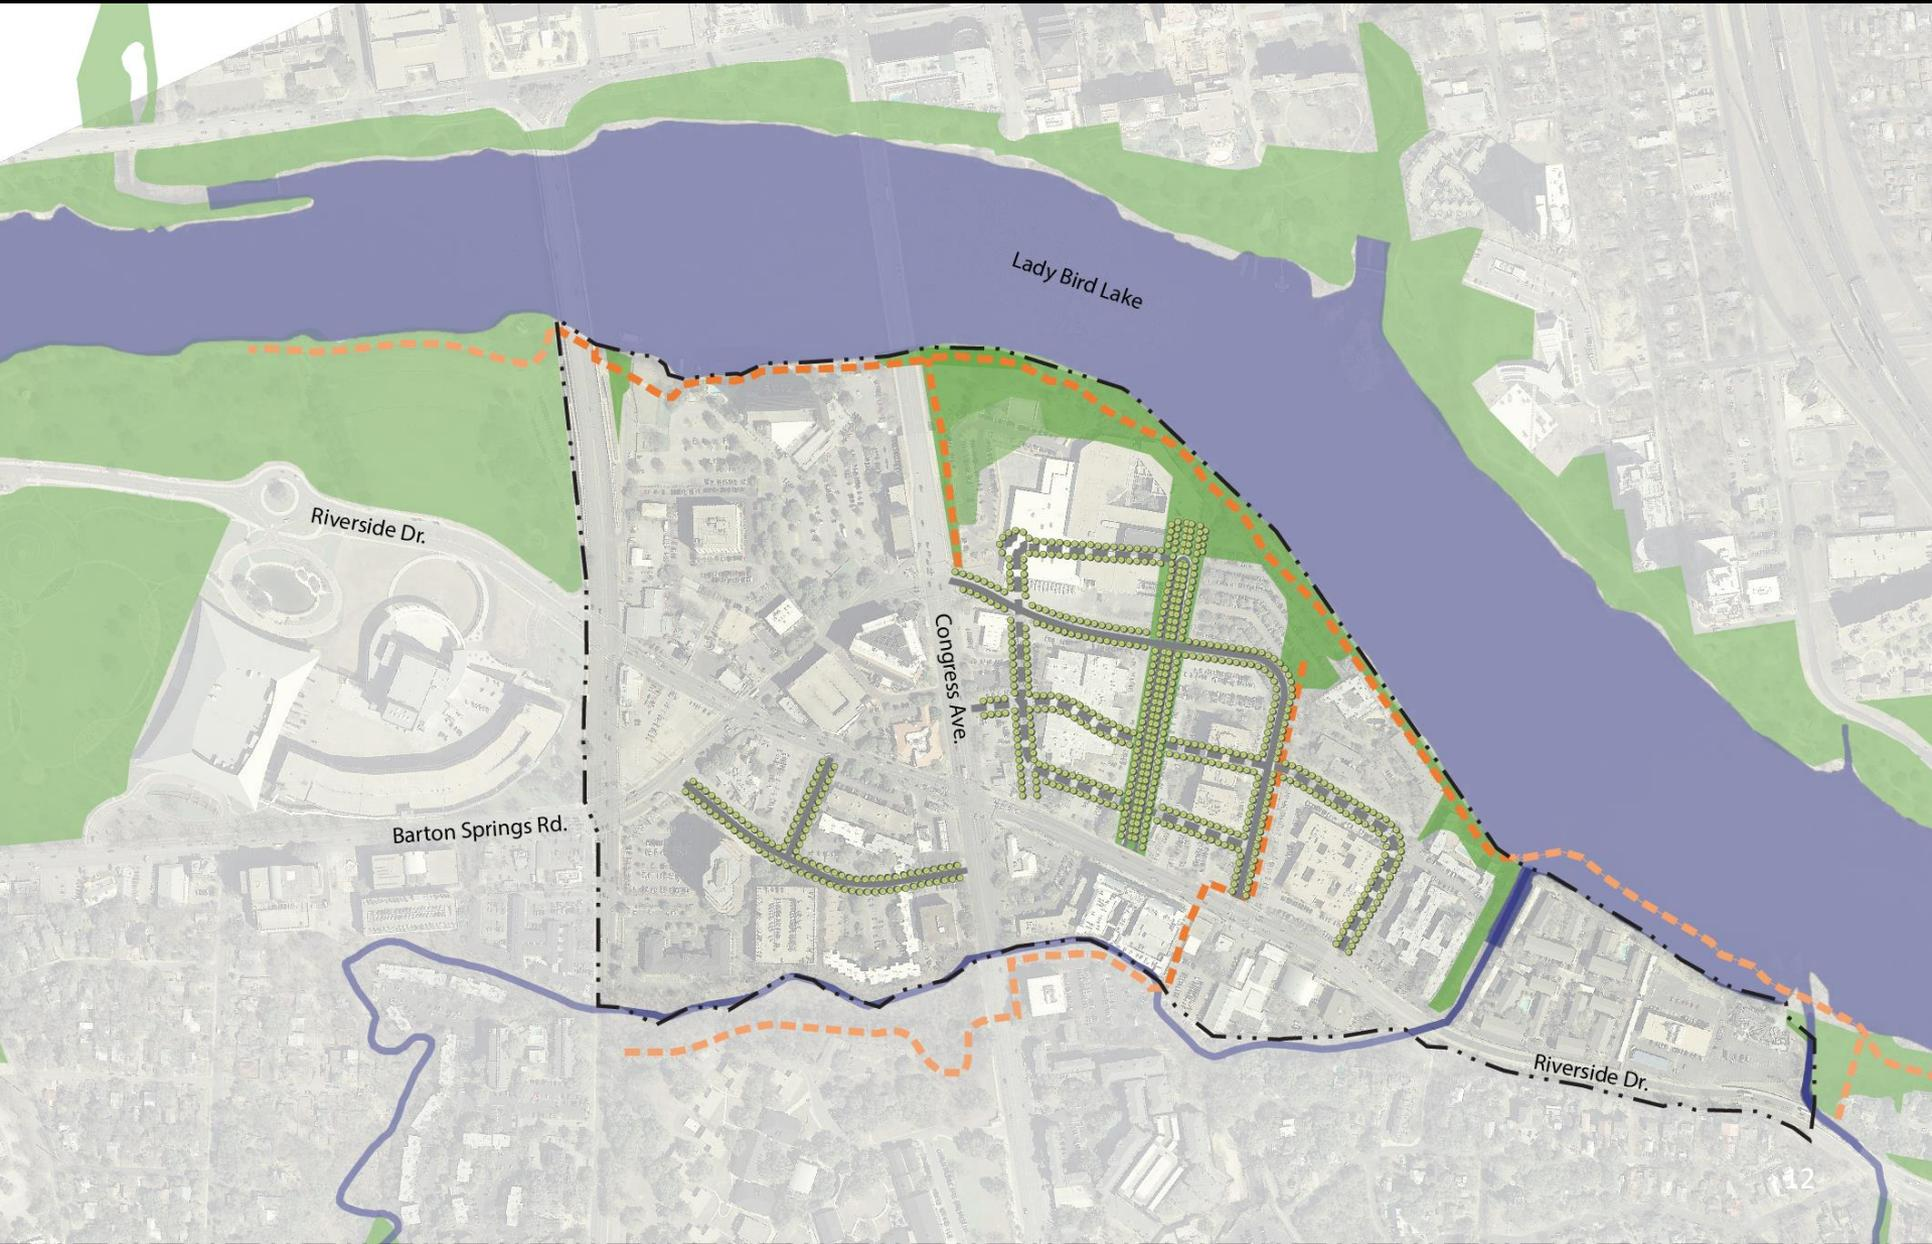 Lady Bird Lake
Riverside Dr.
Congress Ave.
Barton Springs Rd.
Riverside Dr.
12